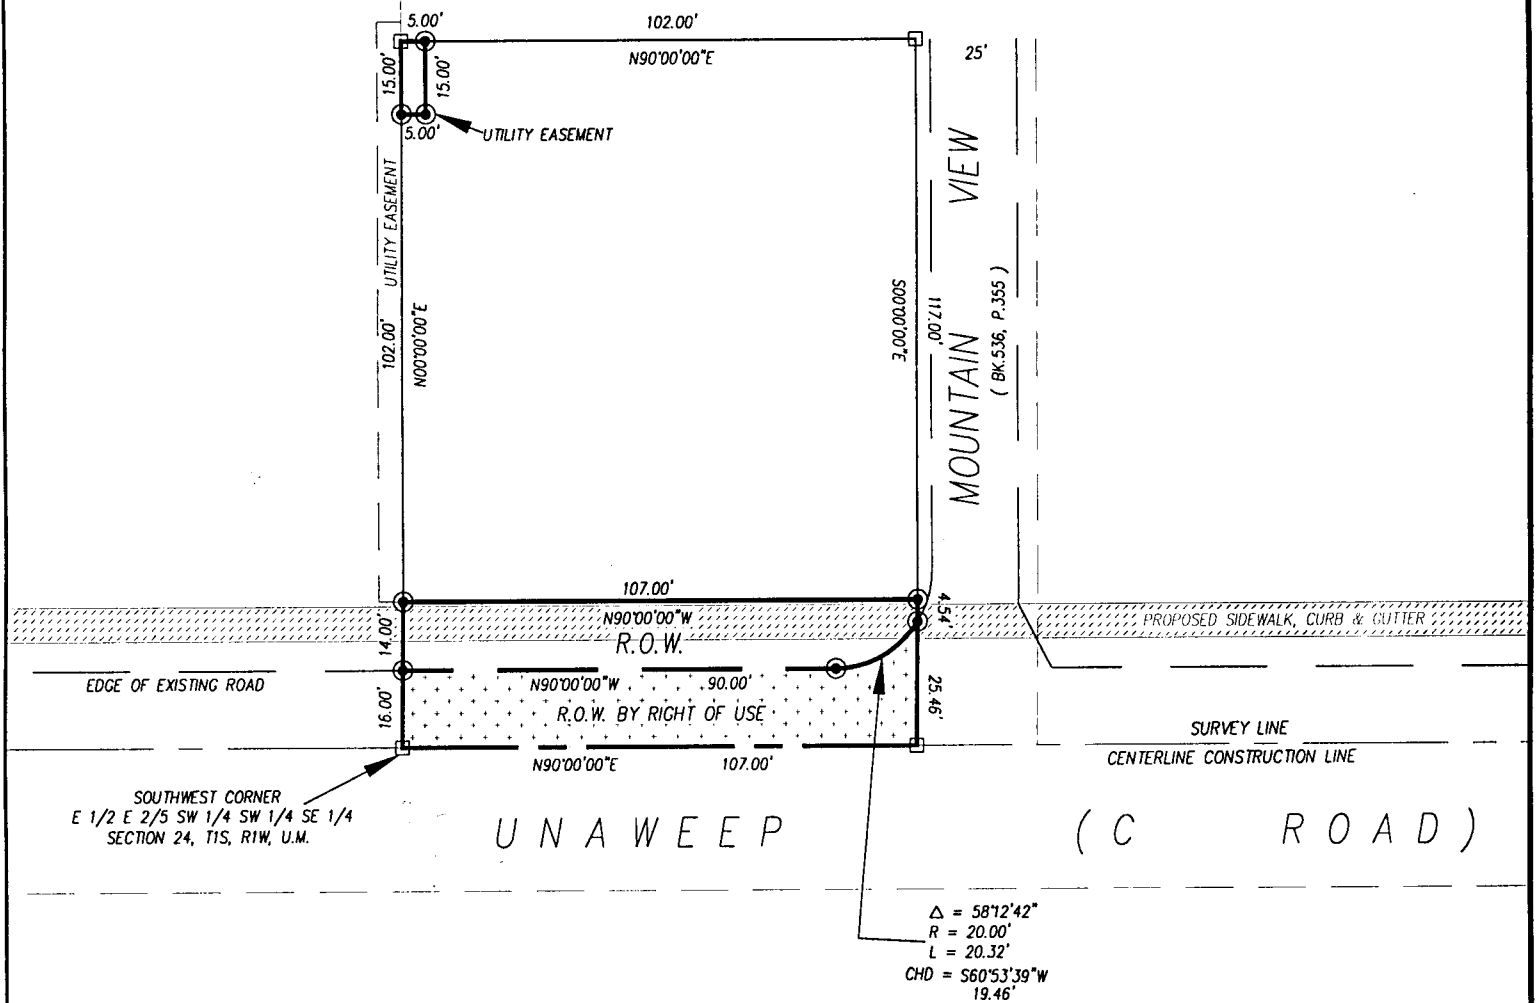 5.00'
102.00'
N90°00'00"E
25'
15.00'
15.00'
5.00'
UTILITY EASEMENT
UTILITY EASEMENT
102.00'
N00°00'00"E
S00°00'00"E
117.00'
MOUNTAIN VIEW
( BK.536, P.355 )
107.00'
N90°00'00"W
R.O.W.
14.00'
4.54'
PROPOSED SIDEWALK, CURB & GUTTER
EDGE OF EXISTING ROAD
N90°00'00"W
90.00'
R.O.W. BY RIGHT OF USE
16.00'
25.46'
SURVEY LINE
CENTERLINE CONSTRUCTION LINE
N90°00'00"E
107.00'
SOUTHWEST CORNER
E 1/2 E 2/5 SW 1/4 SW 1/4 SE 1/4
SECTION 24, T1S, R1W, U.M.
UNAWEEP (C ROAD)
Δ = 58°12'42"
R = 20.00'
L = 20.32'
CHD = S60°53'39"W
19.46'